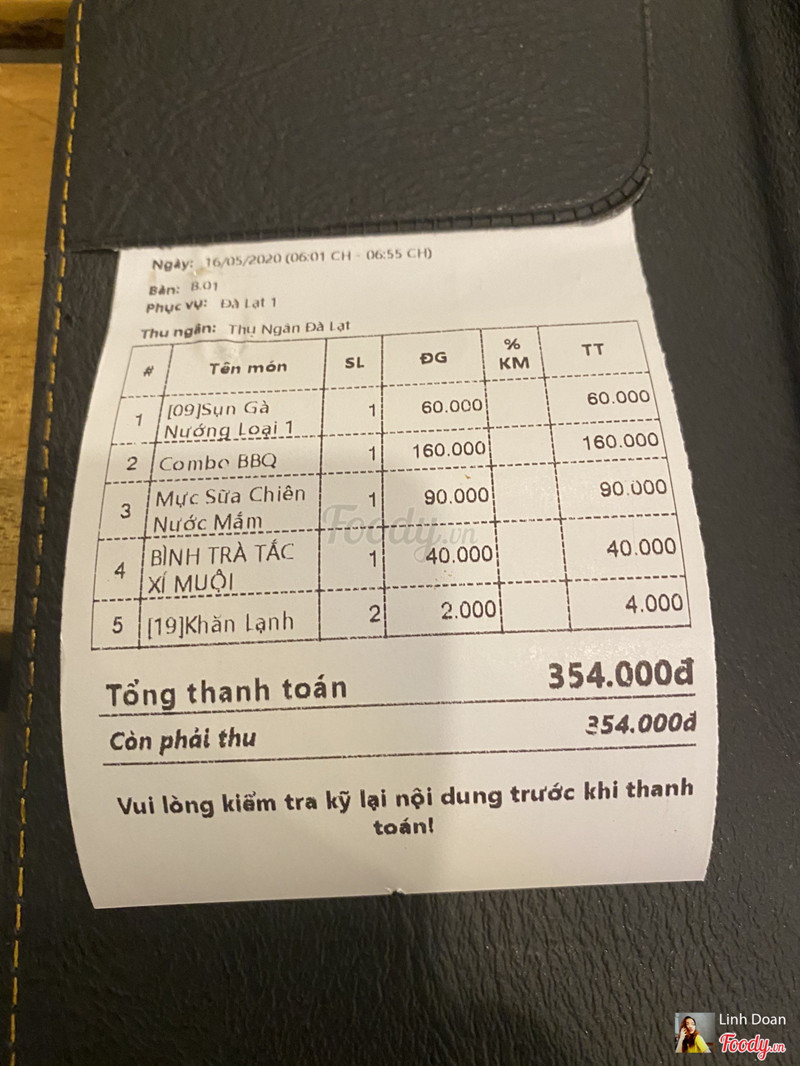 Ngày: 16/05/2020 (06:01 CH - 06:55 CH)
Bàn: B.01
Phục vụ: Đà Lạt 1
Thu ngân: Thụ Ngân Đà Lạt
# Tên món SL ĐG % KM TT
1 [09]Sụn Gà Nướng Loại 1 1 60.000 60.000
2 Combo BBQ 1 160.000 160.000
3 Mực Sữa Chiên Nước Mắm 1 90.000 90.000
4 BÌNH TRÀ TẮC XÍ MUỘI 1 40.000 40.000
5 [19]Khăn Lạnh 2 2.000 4.000
Tổng thanh toán 354.000đ
Còn phải thu 354.000đ
Vui lòng kiểm tra kỹ lại nội dung trước khi thanh
toán!
Foody.vn
Linh Doan
Foody.vn